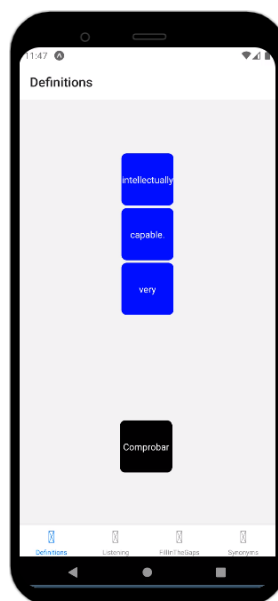 11:47
Definitions
intellectually
capable.
very
Comprobar
Definitions Listening FillInTheGaps Synonyms